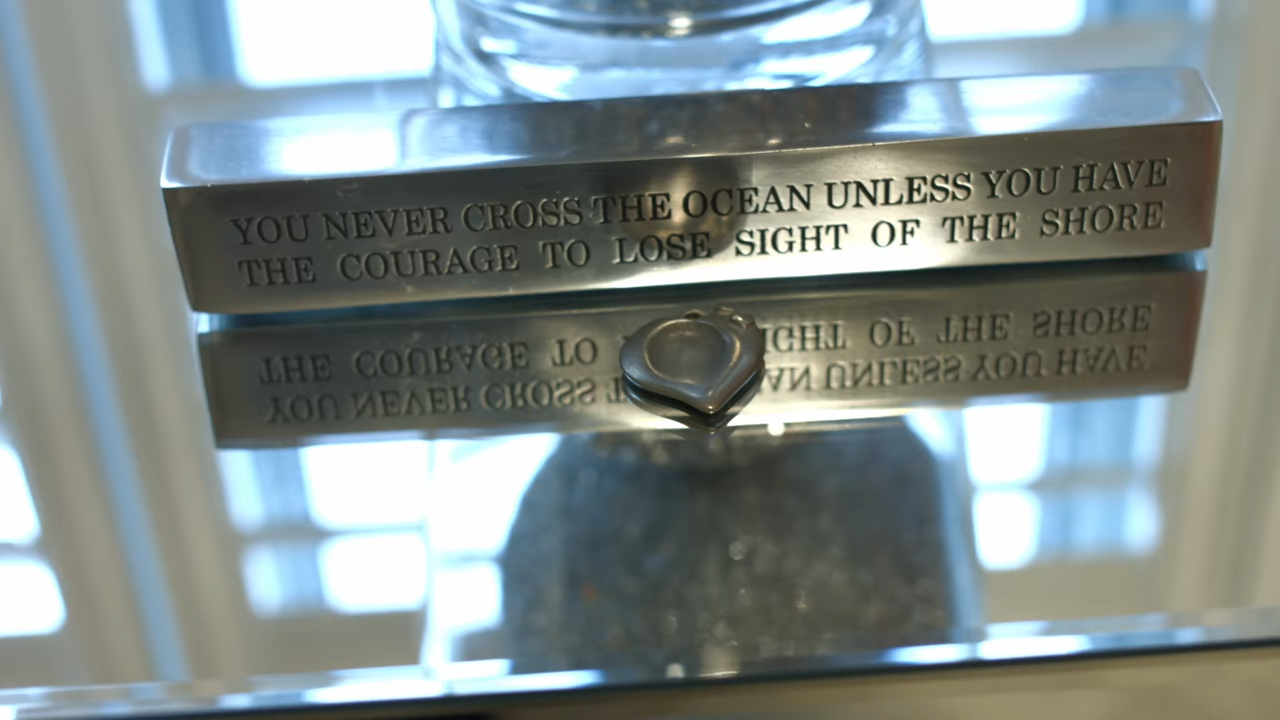 YOU NEVER CROSS THE OCEAN UNLESS YOU HAVE
THE COURAGE TO LOSE SIGHT OF THE SHORE